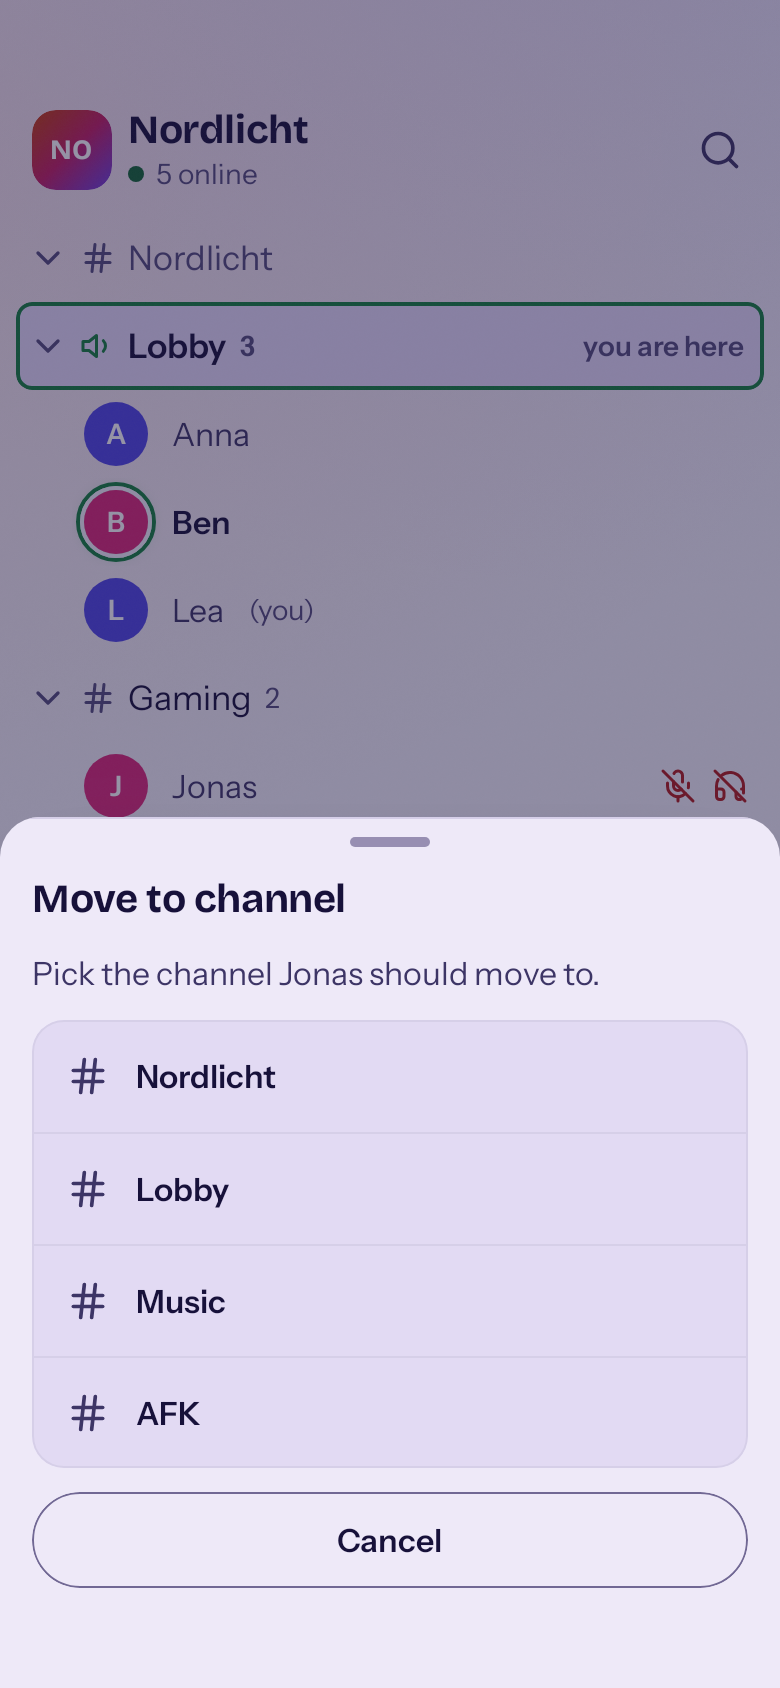 NO
Nordlicht
5 online
Nordlicht
Lobby 3 you are here
A Anna
B Ben
L Lea (you)
Gaming 2
J Jonas
Move to channel
Pick the channel Jonas should move to.
# Nordlicht
# Lobby
# Music
# AFK
Cancel